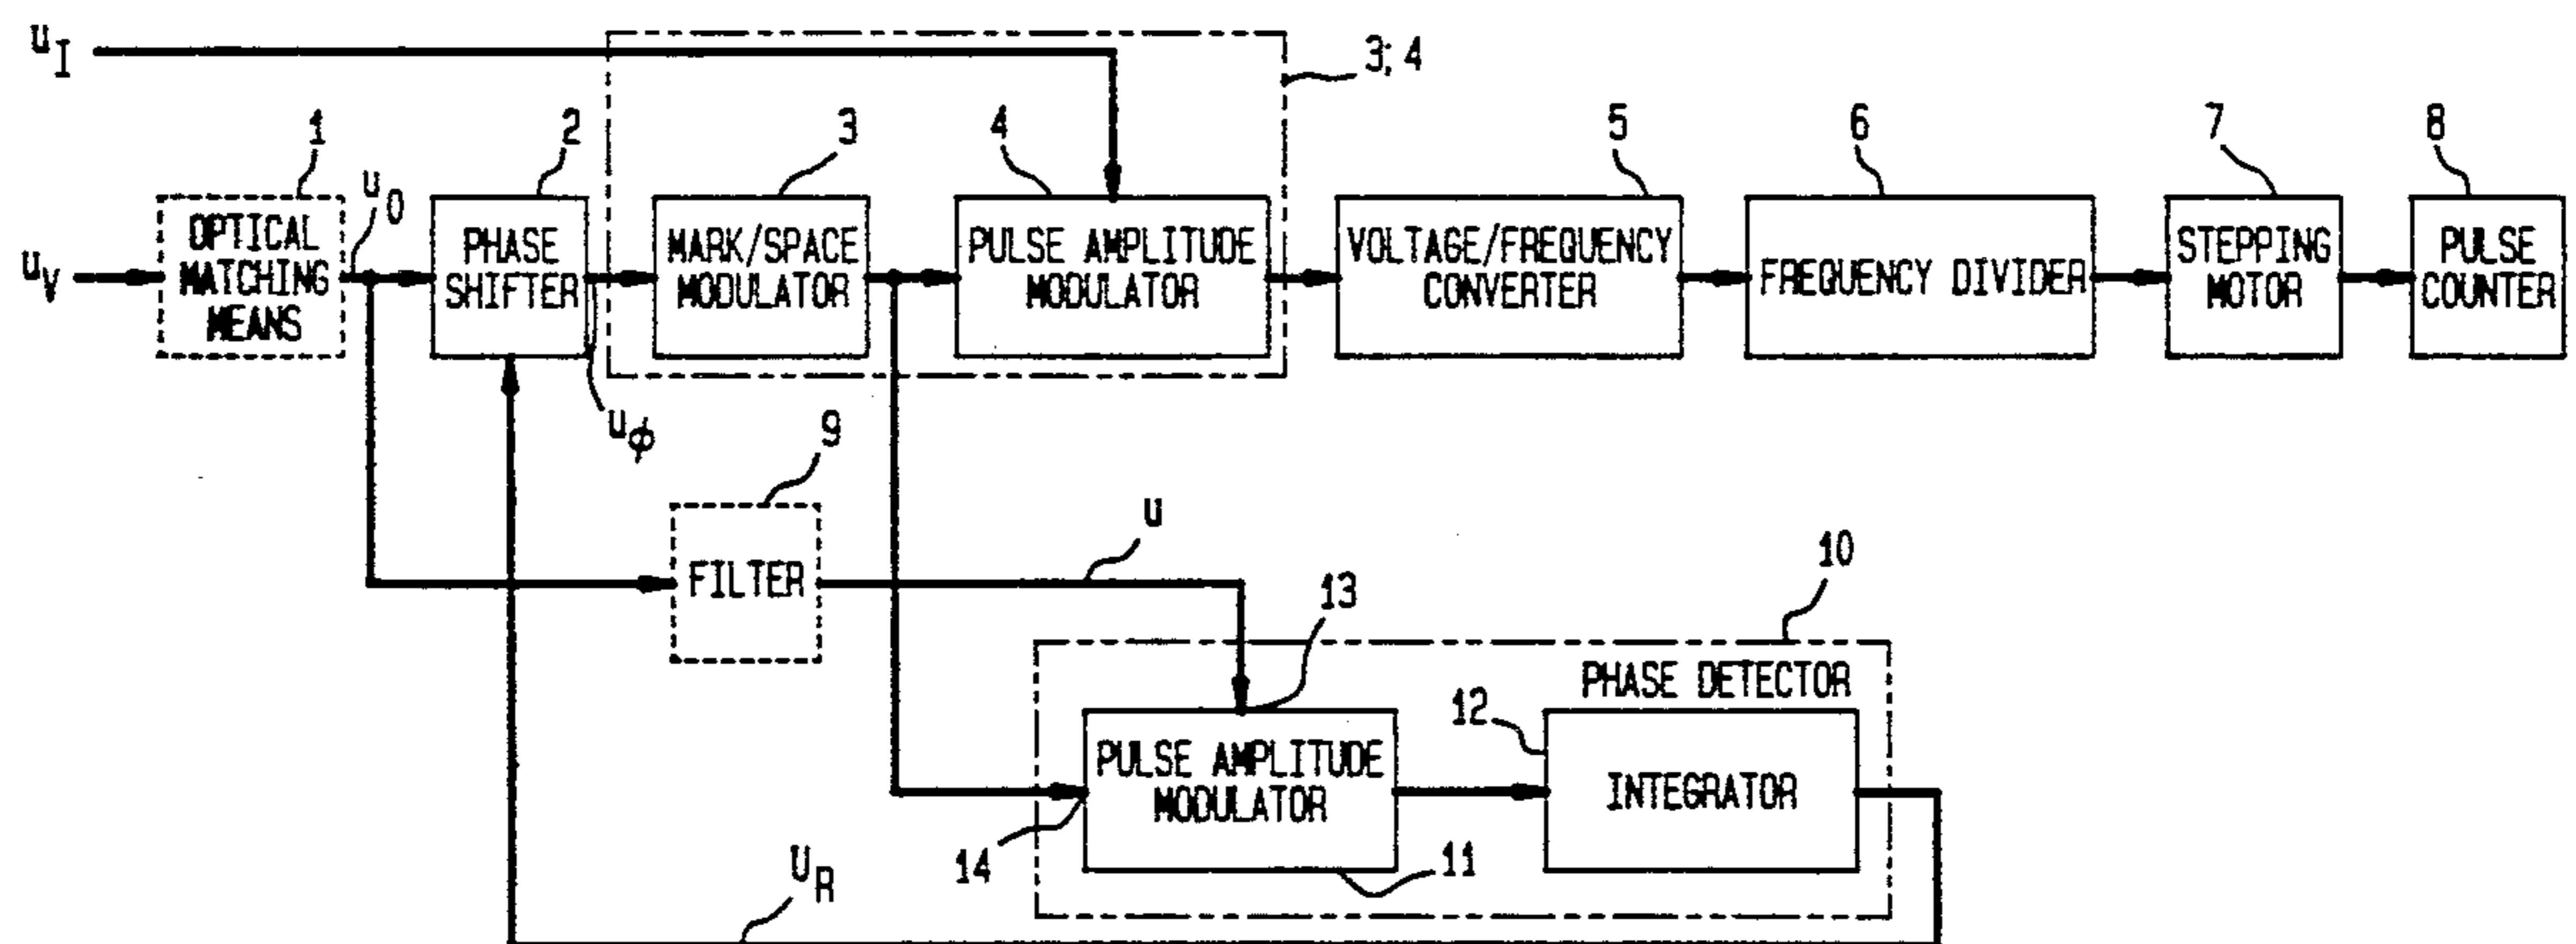 u_I
3; 4
1
u_0
2
3
4
5
6
7
8
u_V
OPTICAL
MATCHING
MEANS
PHASE
SHIFTER
MARK/SPACE
MODULATOR
PULSE AMPLITUDE
MODULATOR
VOLTAGE/FREQUENCY
CONVERTER
FREQUENCY DIVIDER
STEPPING
MOTOR
PULSE
COUNTER
u_ϕ
9
FILTER
u
13
10
PHASE DETECTOR
12
PULSE AMPLITUDE
MODULATOR
INTEGRATOR
14
11
U_R